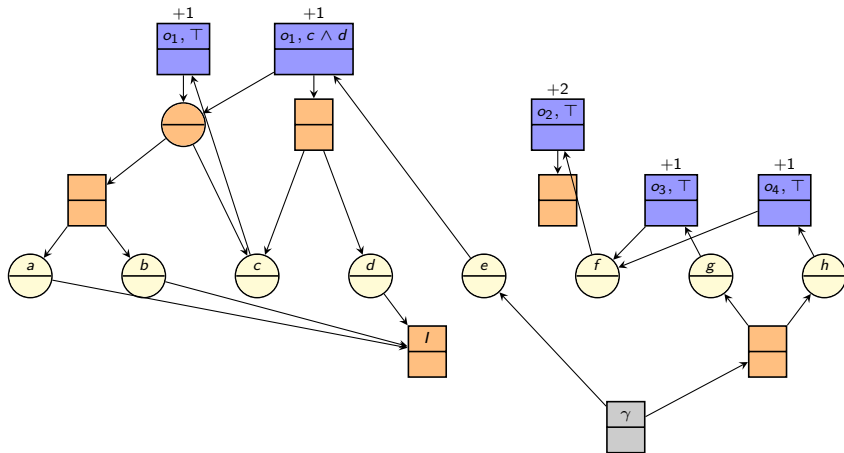 +1 +1
o₁, ⊤ o₁, c ∧ d
+2
o₂, ⊤
+1 +1
o₃, ⊤ o₄, ⊤
a b c d e f g h
I
γ